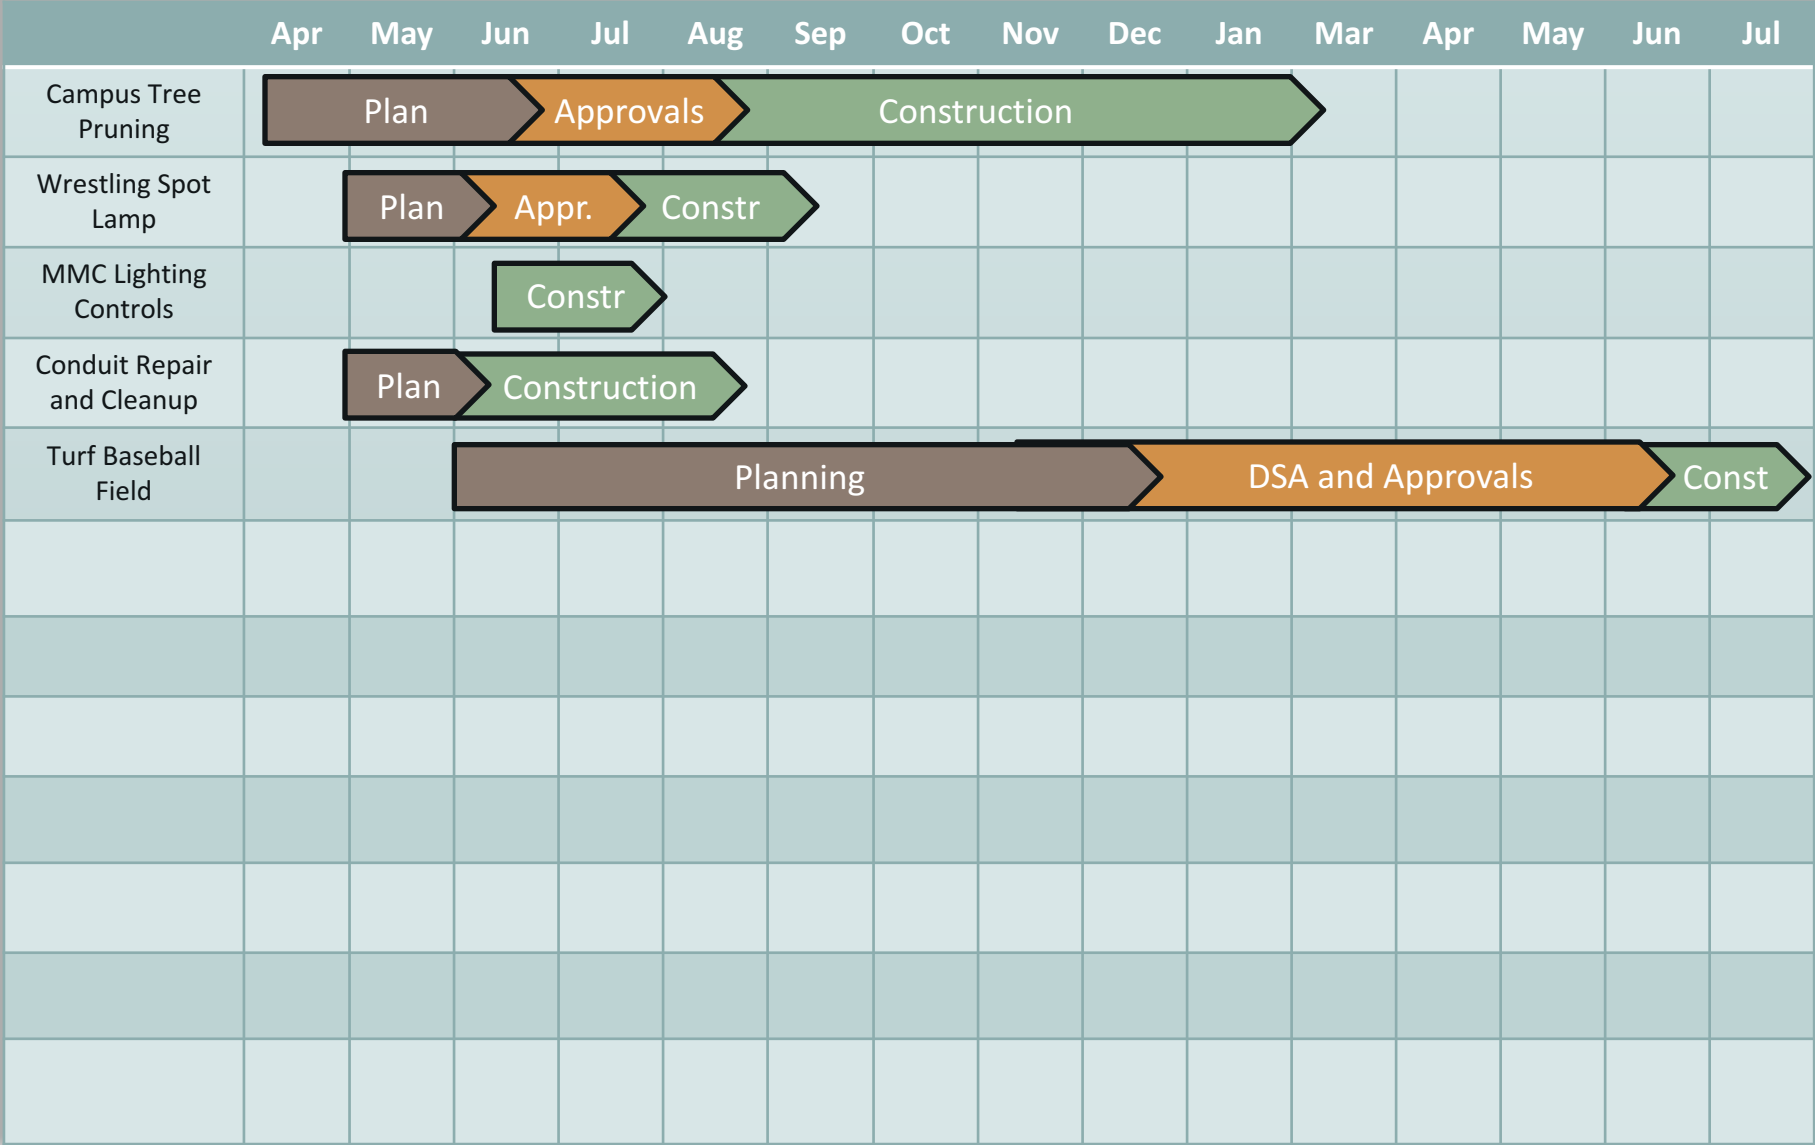 Apr May Jun Jul Aug Sep Oct Nov Dec Jan Mar Apr May Jun Jul
Campus Tree
Pruning
Plan Approvals Construction
Wrestling Spot
Lamp
Plan Appr. Constr
MMC Lighting
Controls
Constr
Conduit Repair
and Cleanup
Plan Construction
Turf Baseball
Field
Planning DSA and Approvals Const